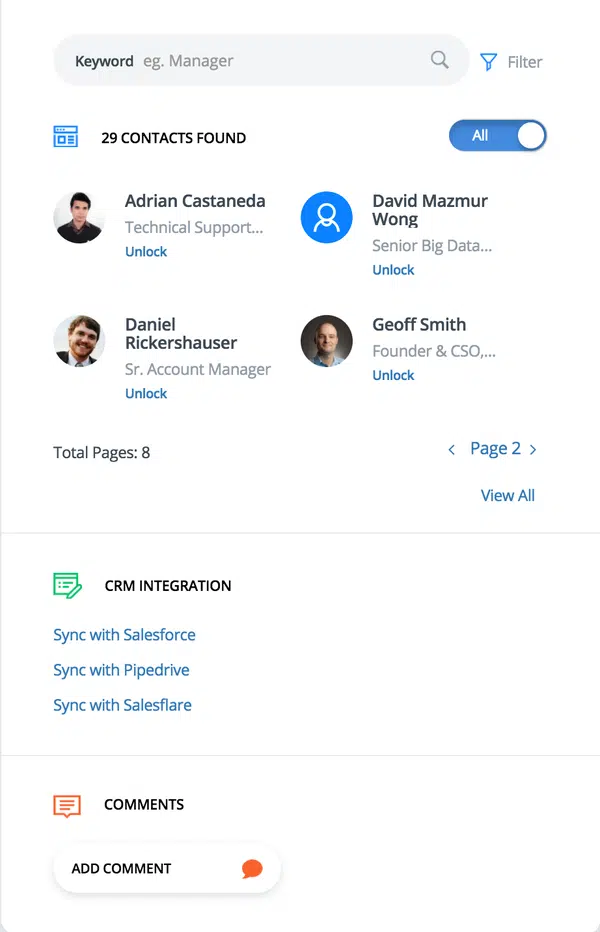 Keyword eg. Manager
Filter
29 CONTACTS FOUND
All
Adrian Castaneda
Technical Support...
Unlock
David Mazmur
Wong
Senior Big Data...
Unlock
Daniel
Rickershauser
Sr. Account Manager
Unlock
Geoff Smith
Founder & CSO,...
Unlock
Total Pages: 8
< Page 2 >
View All
CRM INTEGRATION
Sync with Salesforce
Sync with Pipedrive
Sync with Salesflare
COMMENTS
ADD COMMENT